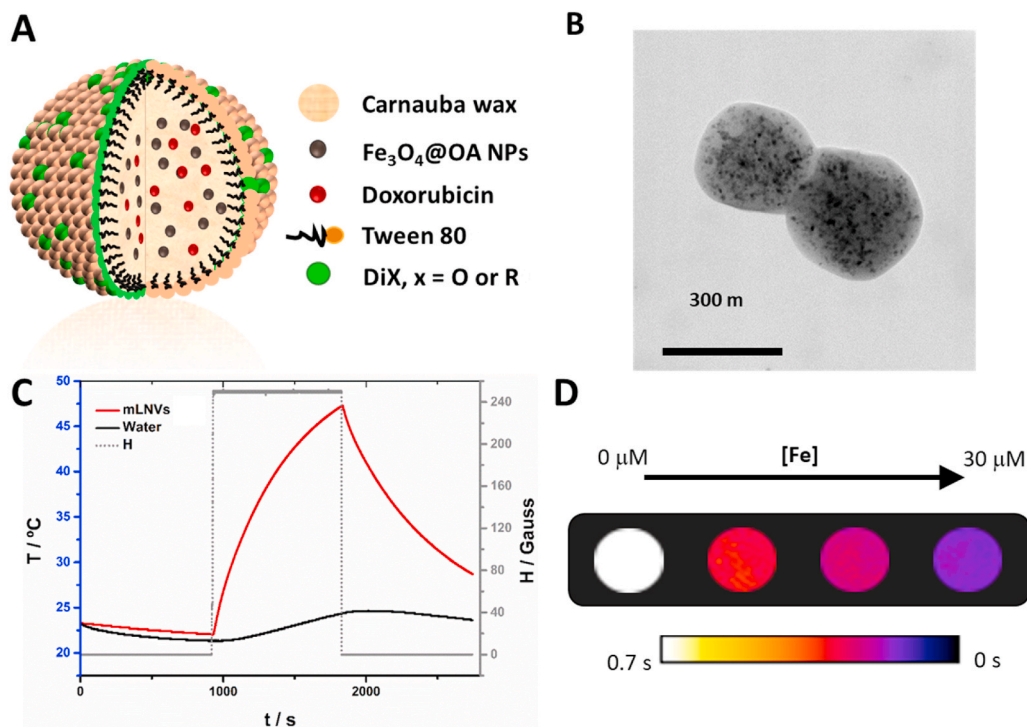 A
Carnauba wax
Fe₃O₄@OA NPs
Doxorubicin
Tween 80
DiX, x = O or R
B
300 m
C
50
45
40
35
30
25
20
T / ºC
mLNVs
Water
H
240
200
160
120
80
40
0
H / Gauss
0
1000
2000
t / s
D
0 µM
[Fe]
30 µM
0.7 s
0 s